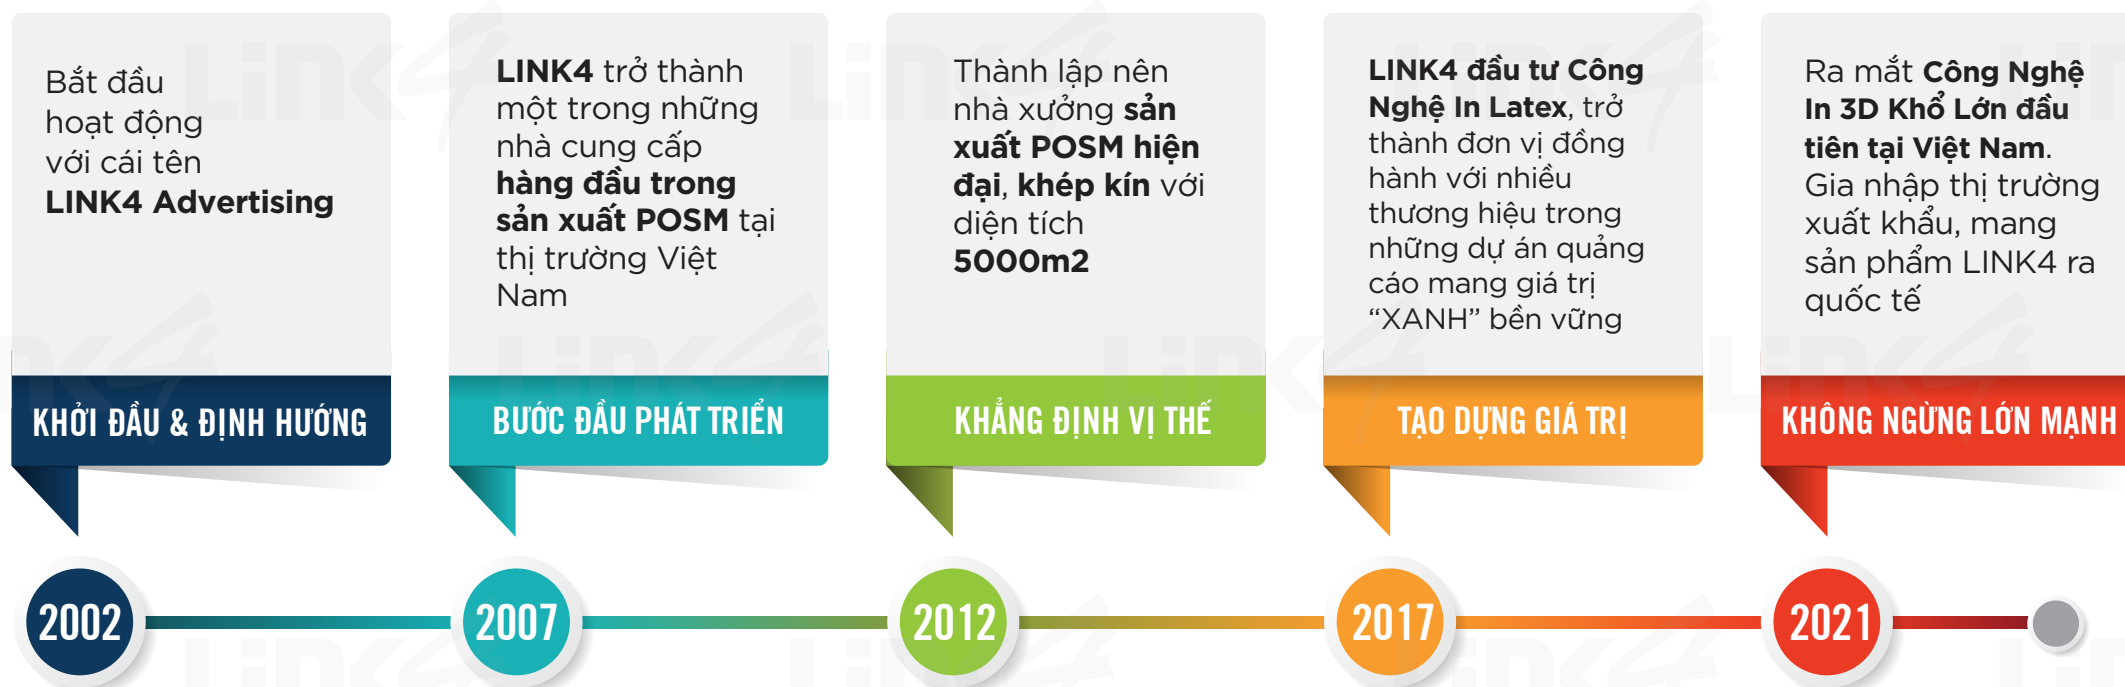 Bắt đầu
hoạt động
với cái tên
LINK4 Advertising
KHỞI ĐẦU & ĐỊNH HƯỚNG
2002
LINK4 trở thành
một trong những
nhà cung cấp
hàng đầu trong
sản xuất POSM tại
thị trường Việt
Nam
BƯỚC ĐẦU PHÁT TRIỂN
2007
Thành lập nên
nhà xưởng sản
xuất POSM hiện
đại, khép kín với
diện tích
5000m2
KHẲNG ĐỊNH VỊ THẾ
2012
LINK4 đầu tư Công
Nghệ In Latex, trở
thành đơn vị đồng
hành với nhiều
thương hiệu trong
những dự án quảng
cáo mang giá trị
“XANH” bền vững
TẠO DỰNG GIÁ TRỊ
2017
Ra mắt Công Nghệ
In 3D Khổ Lớn đầu
tiên tại Việt Nam.
Gia nhập thị trường
xuất khẩu, mang
sản phẩm LINK4 ra
quốc tế
KHÔNG NGỪNG LỚN MẠNH
2021